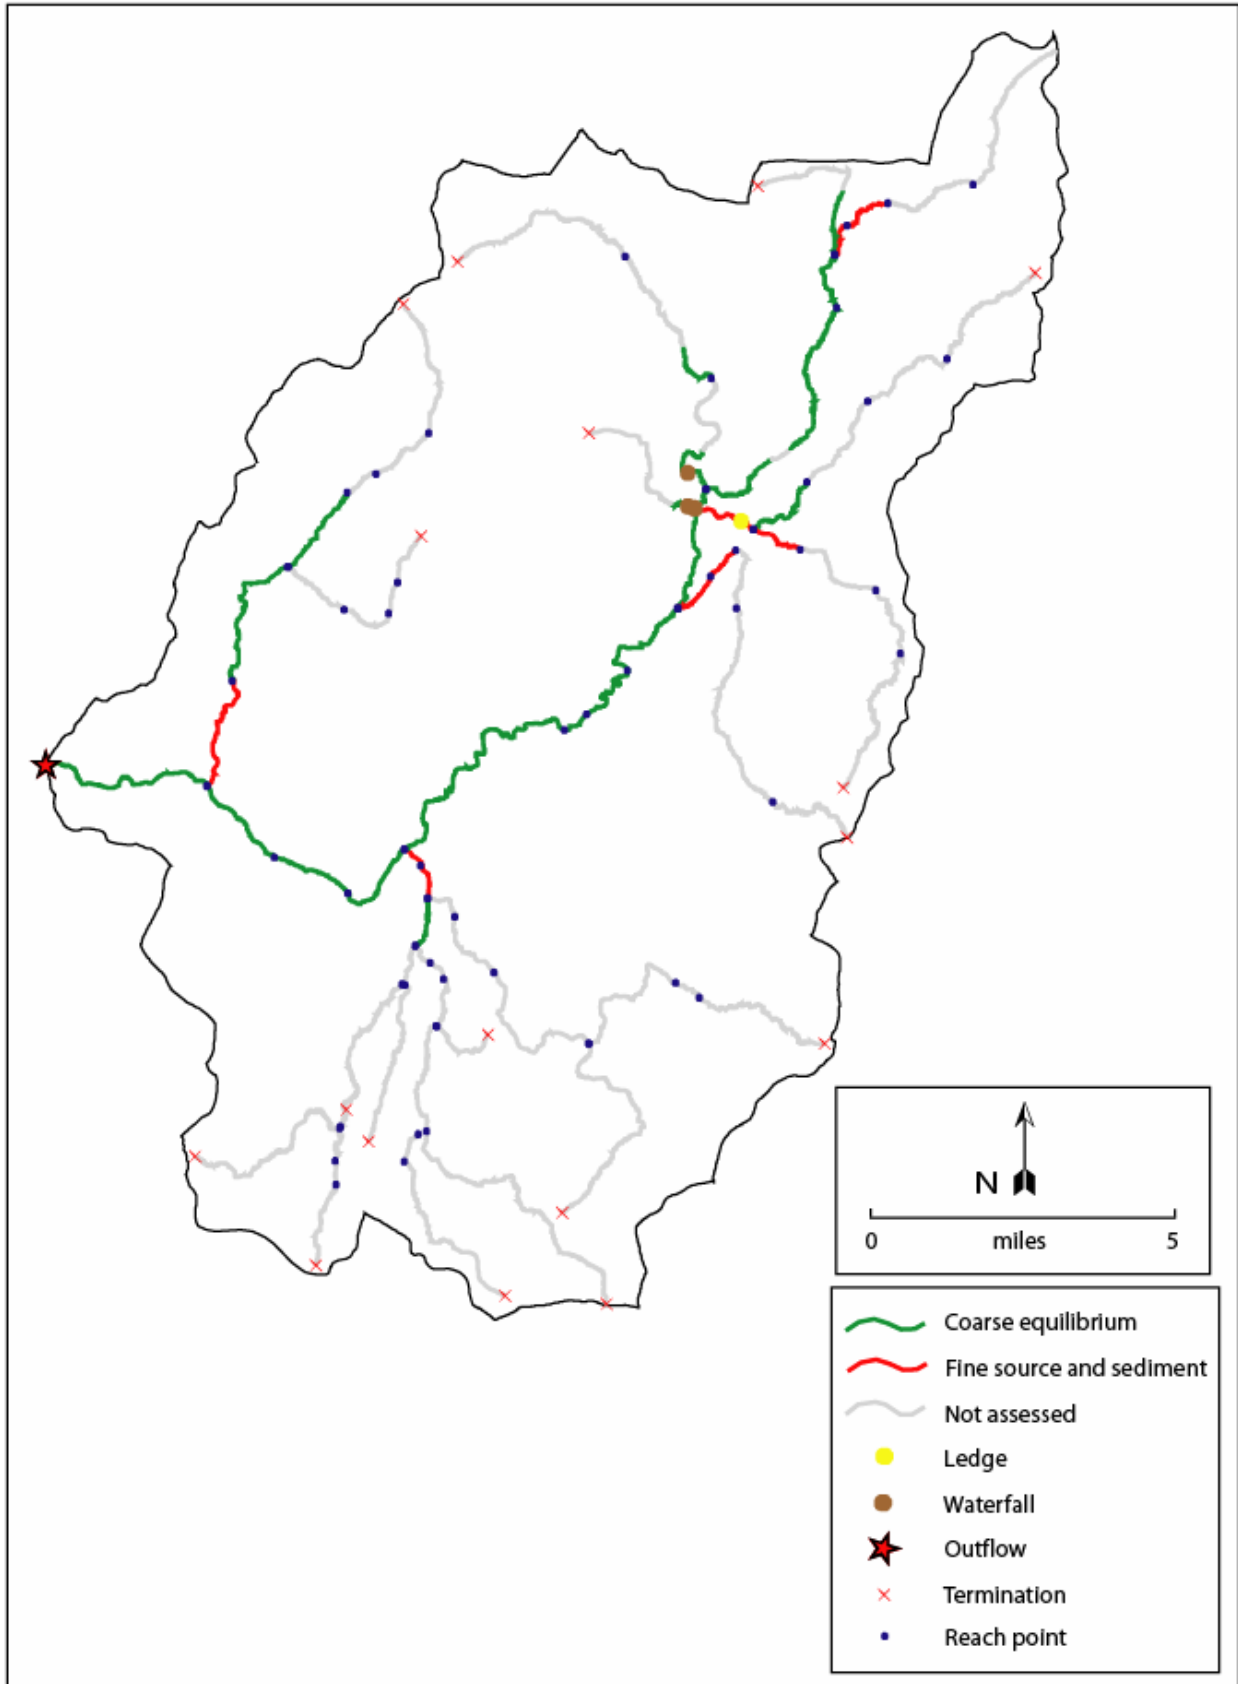 N
0 miles 5
Coarse equilibrium
Fine source and sediment
Not assessed
Ledge
Waterfall
Outflow
Termination
Reach point